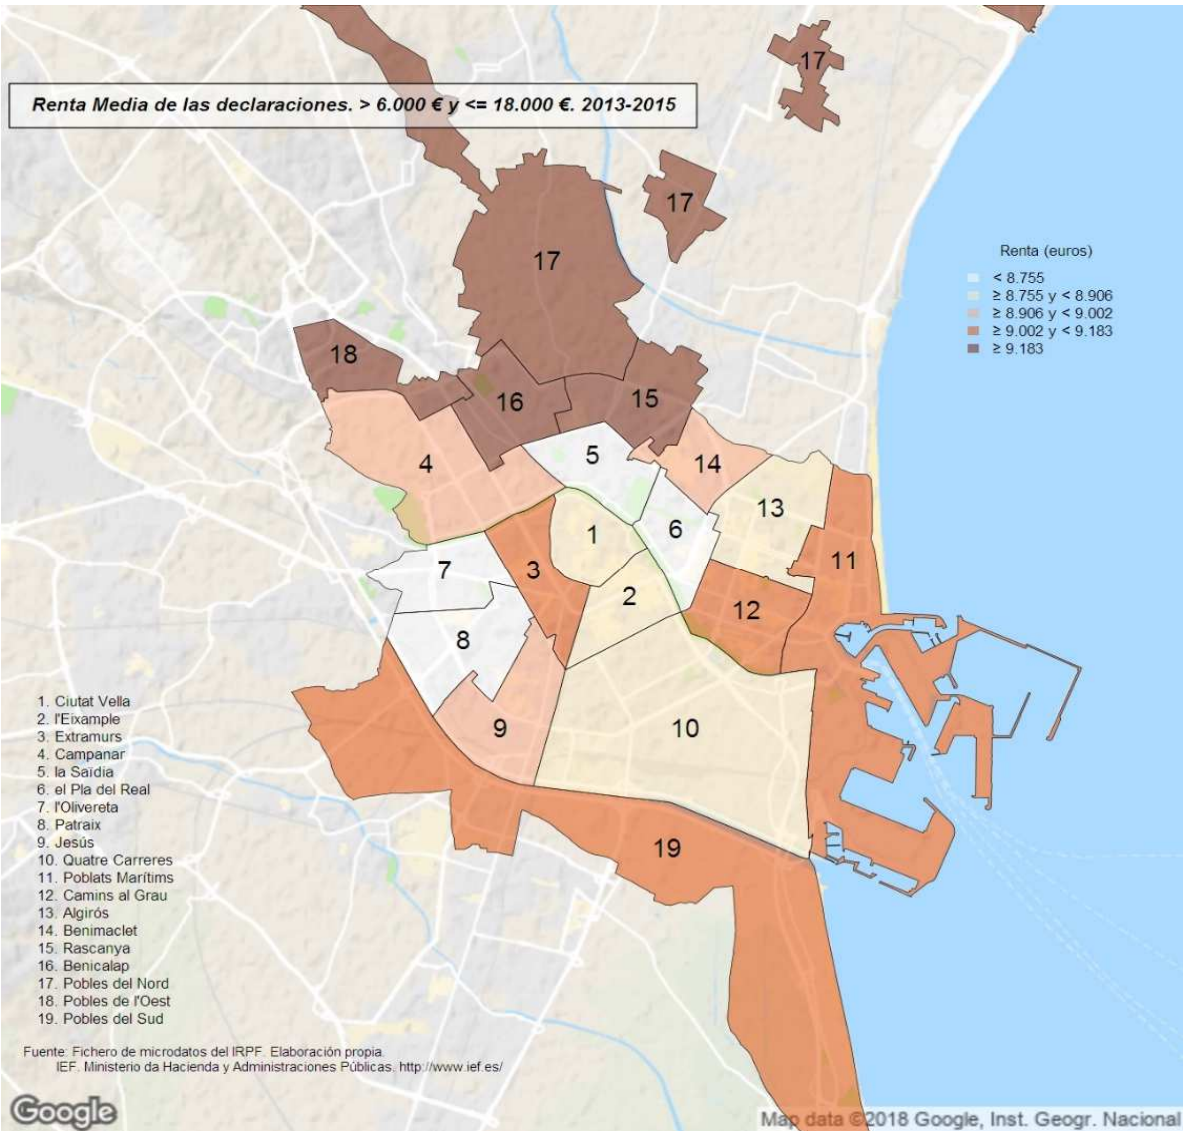 17
Renta Media de las declaraciones. > 6.000 € y <= 18.000 €. 2013-2015
17
17
Renta (euros)
< 8.755
≥ 8.755 y < 8.906
≥ 8.906 y < 9.002
≥ 9.002 y < 9.183
≥ 9.183
18
16
15
5
4
14
13
6
1
11
7
3
2
12
8
9
10
19
1. Ciutat Vella
2. l'Eixample
3. Extramurs
4. Campanar
5. la Saïdia
6. el Pla del Real
7. l'Olivereta
8. Patraix
9. Jesús
10. Quatre Carreres
11. Poblats Marítims
12. Camins al Grau
13. Algirós
14. Benimaclet
15. Rascanya
16. Benicalap
17. Pobles del Nord
18. Pobles de l'Oest
19. Pobles del Sud
Fuente: Fichero de microdatos del IRPF. Elaboración propia.
IEF. Ministerio da Hacienda y Administraciones Públicas. http://www.ief.es/
Google
Map data ©2018 Google, Inst. Geogr. Nacional